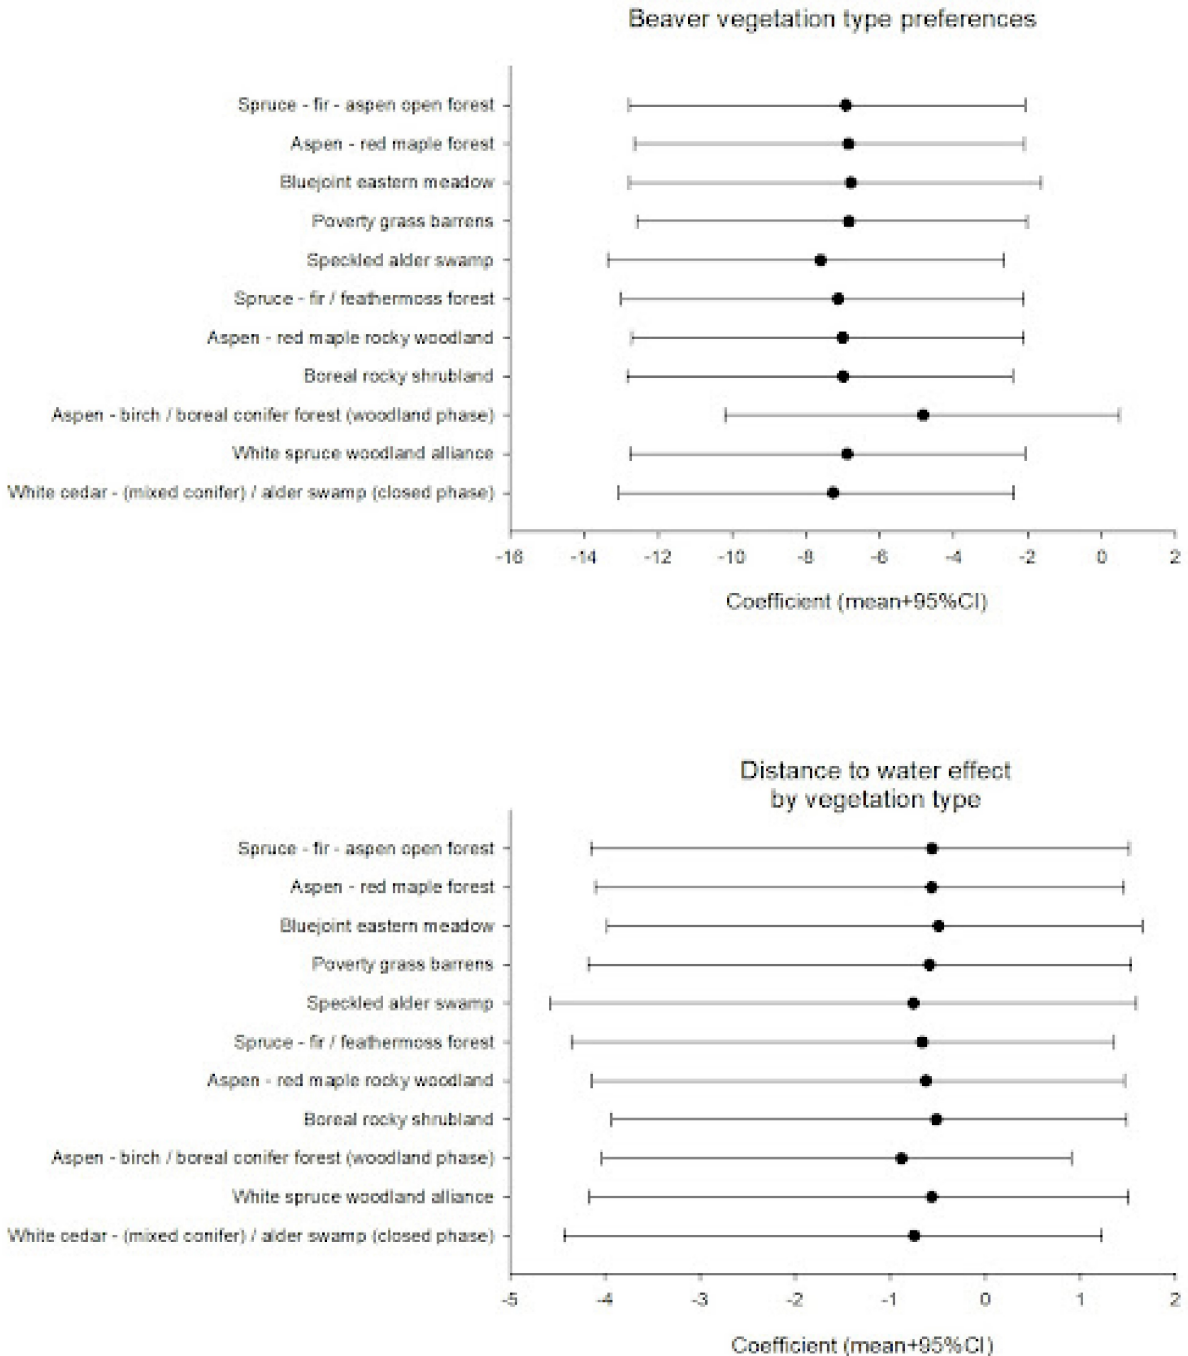 Beaver vegetation type preferences
Spruce - fir - aspen open forest
Aspen - red maple forest
Bluejoint eastern meadow
Poverty grass barrens
Speckled alder swamp
Spruce - fir / feathermoss forest
Aspen - red maple rocky woodland
Boreal rocky shrubland
Aspen - birch / boreal conifer forest (woodland phase)
White spruce woodland alliance
White cedar - (mixed conifer) / alder swamp (closed phase)
-16 -14 -12 -10 -8 -6 -4 -2 0 2
Coefficient (mean+95%CI)
Distance to water effect
by vegetation type
Spruce - fir - aspen open forest
Aspen - red maple forest
Bluejoint eastern meadow
Poverty grass barrens
Speckled alder swamp
Spruce - fir / feathermoss forest
Aspen - red maple rocky woodland
Boreal rocky shrubland
Aspen - birch / boreal conifer forest (woodland phase)
White spruce woodland alliance
White cedar - (mixed conifer) / alder swamp (closed phase)
-5 -4 -3 -2 -1 0 1 2
Coefficient (mean+95%CI)